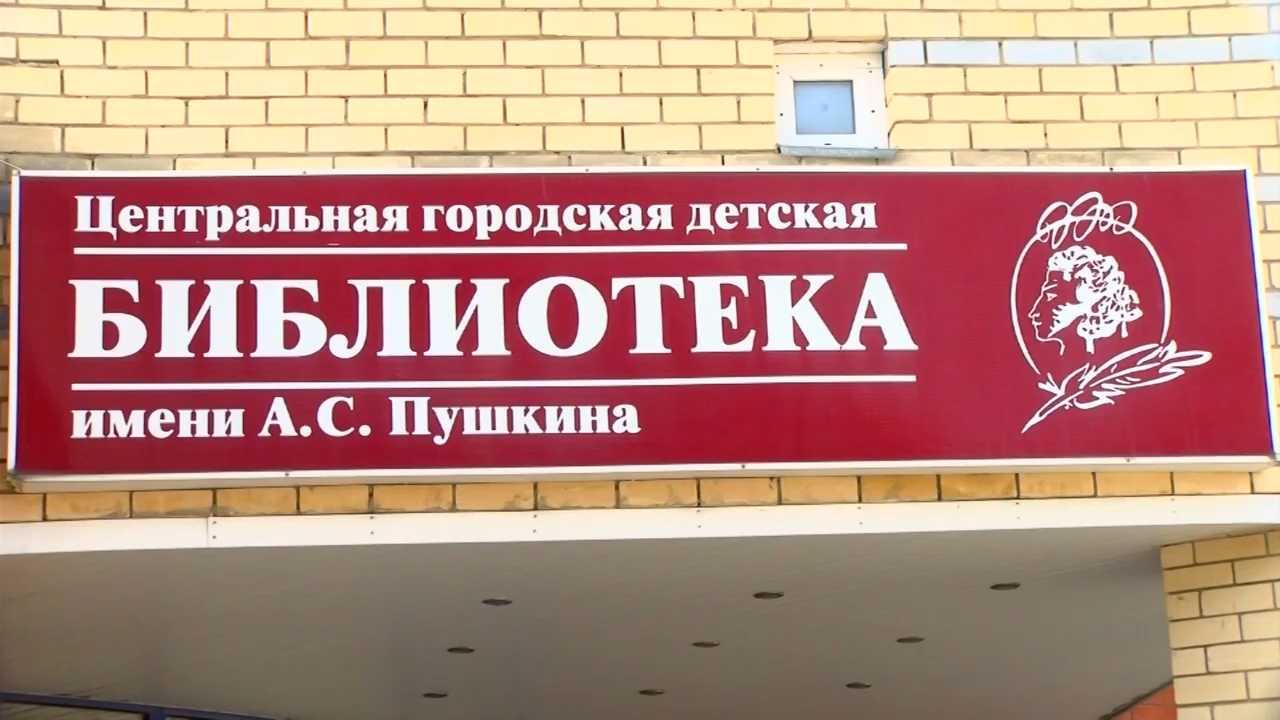 Центральная городская детская
БИБЛИОТЕКА
имени А.С. Пушкина